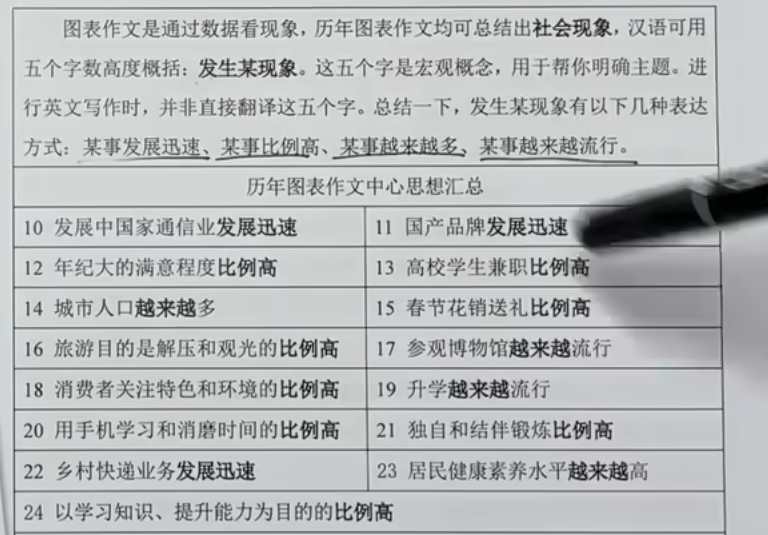 图表作文是通过数据看现象，历年图表作文均可总结出社会现象，汉语可用
五个字数高度概括：发生某现象。这五个字是宏观概念，用于帮你明确主题。进
行英文写作时，并非直接翻译这五个字。总结一下，发生某现象有以下几种表达
方式：某事发展迅速、某事比例高、某事越来越多、某事越来越流行。
历年图表作文中心思想汇总
10 发展中国家通信业发展迅速
11 国产品牌发展迅速
12 年纪大的满意程度比例高
13 高校学生兼职比例高
14 城市人口越来越多
15 春节花销送礼比例高
16 旅游目的是解压和观光的比例高
17 参观博物馆越来越流行
18 消费者关注特色和环境的比例高
19 升学越来越流行
20 用手机学习和消磨时间的比例高
21 独自和结伴锻炼比例高
22 乡村快递业务发展迅速
23 居民健康素养水平越来越高
24 以学习知识、提升能力为目的的比例高